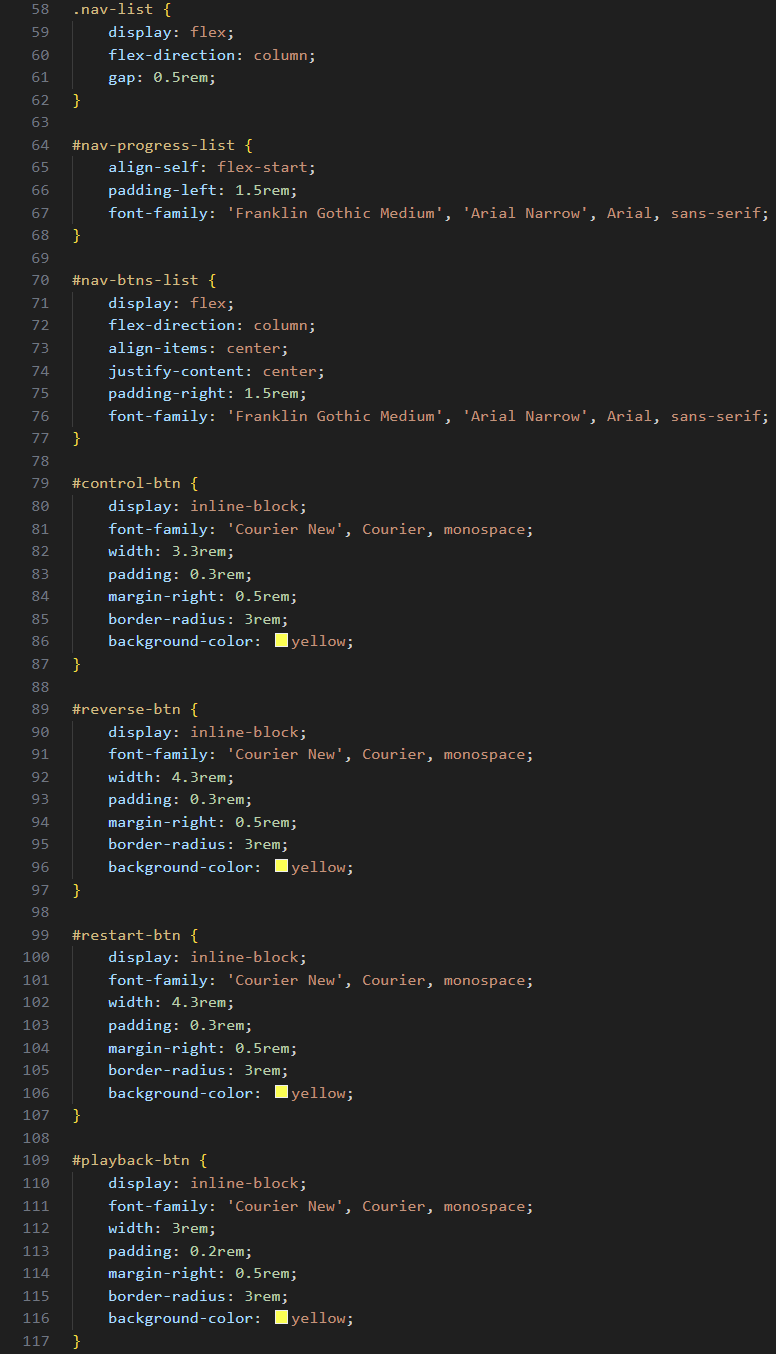 58 .nav-list {
59     display: flex;
60     flex-direction: column;
61     gap: 0.5rem;
62 }
63
64 #nav-progress-list {
65     align-self: flex-start;
66     padding-left: 1.5rem;
67     font-family: 'Franklin Gothic Medium', 'Arial Narrow', Arial, sans-serif;
68 }
69
70 #nav-btns-list {
71     display: flex;
72     flex-direction: column;
73     align-items: center;
74     justify-content: center;
75     padding-right: 1.5rem;
76     font-family: 'Franklin Gothic Medium', 'Arial Narrow', Arial, sans-serif;
77 }
78
79 #control-btn {
80     display: inline-block;
81     font-family: 'Courier New', Courier, monospace;
82     width: 3.3rem;
83     padding: 0.3rem;
84     margin-right: 0.5rem;
85     border-radius: 3rem;
86     background-color: yellow;
87 }
88
89 #reverse-btn {
90     display: inline-block;
91     font-family: 'Courier New', Courier, monospace;
92     width: 4.3rem;
93     padding: 0.3rem;
94     margin-right: 0.5rem;
95     border-radius: 3rem;
96     background-color: yellow;
97 }
98
99 #restart-btn {
100     display: inline-block;
101     font-family: 'Courier New', Courier, monospace;
102     width: 4.3rem;
103     padding: 0.3rem;
104     margin-right: 0.5rem;
105     border-radius: 3rem;
106     background-color: yellow;
107 }
108
109 #playback-btn {
110     display: inline-block;
111     font-family: 'Courier New', Courier, monospace;
112     width: 3rem;
113     padding: 0.2rem;
114     margin-right: 0.5rem;
115     border-radius: 3rem;
116     background-color: yellow;
117 }